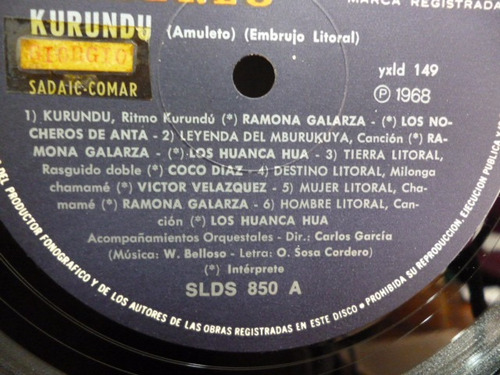 MARCA REGISTRADA
KURUNDU (Amuleto) (Embrujo Litoral)
GIORGIO
SADAIC-COMAR
yxld 149
Ⓟ 1968
1) KURUNDU, Ritmo Kurundú (*) RAMONA GALARZA (*) LOS NO-
CHEROS DE ANTA - 2) LEYENDA DEL MBURUKUYA, Canción (*) RA-
MONA GALARZA - (*) LOS HUANCA HUA - 3) TIERRA LITORAL,
Rasguido doble (*) COCO DIAZ - 4) DESTINO LITORAL, Milonga
chamamé (*) VICTOR VELAZQUEZ - 5) MUJER LITORAL, Cha-
mamé (*) RAMONA GALARZA - 6) HOMBRE LITORAL, Can-
ción (*) LOS HUANCA HUA
Acompañamientos Orquestales - Dir.: Carlos García
(Música: W. Belloso - Letra: O. Sosa Cordero)
(*) Intérprete
SLDS 850 A
DEL PRODUCTOR FONOGRAFICO Y DE LOS AUTORES DE LAS OBRAS REGISTRADAS EN ESTE DISCO • PROHIBIDA SU REPRODUCCION, EJECUCION PUBLICA